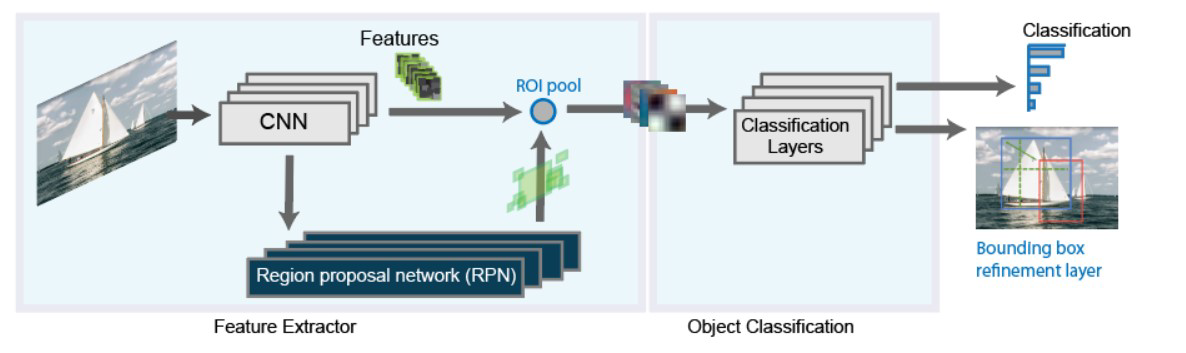 Features
Classification
ROI pool
CNN
Classification
Layers
Region proposal network (RPN)
Bounding box
refinement layer
Feature Extractor
Object Classification